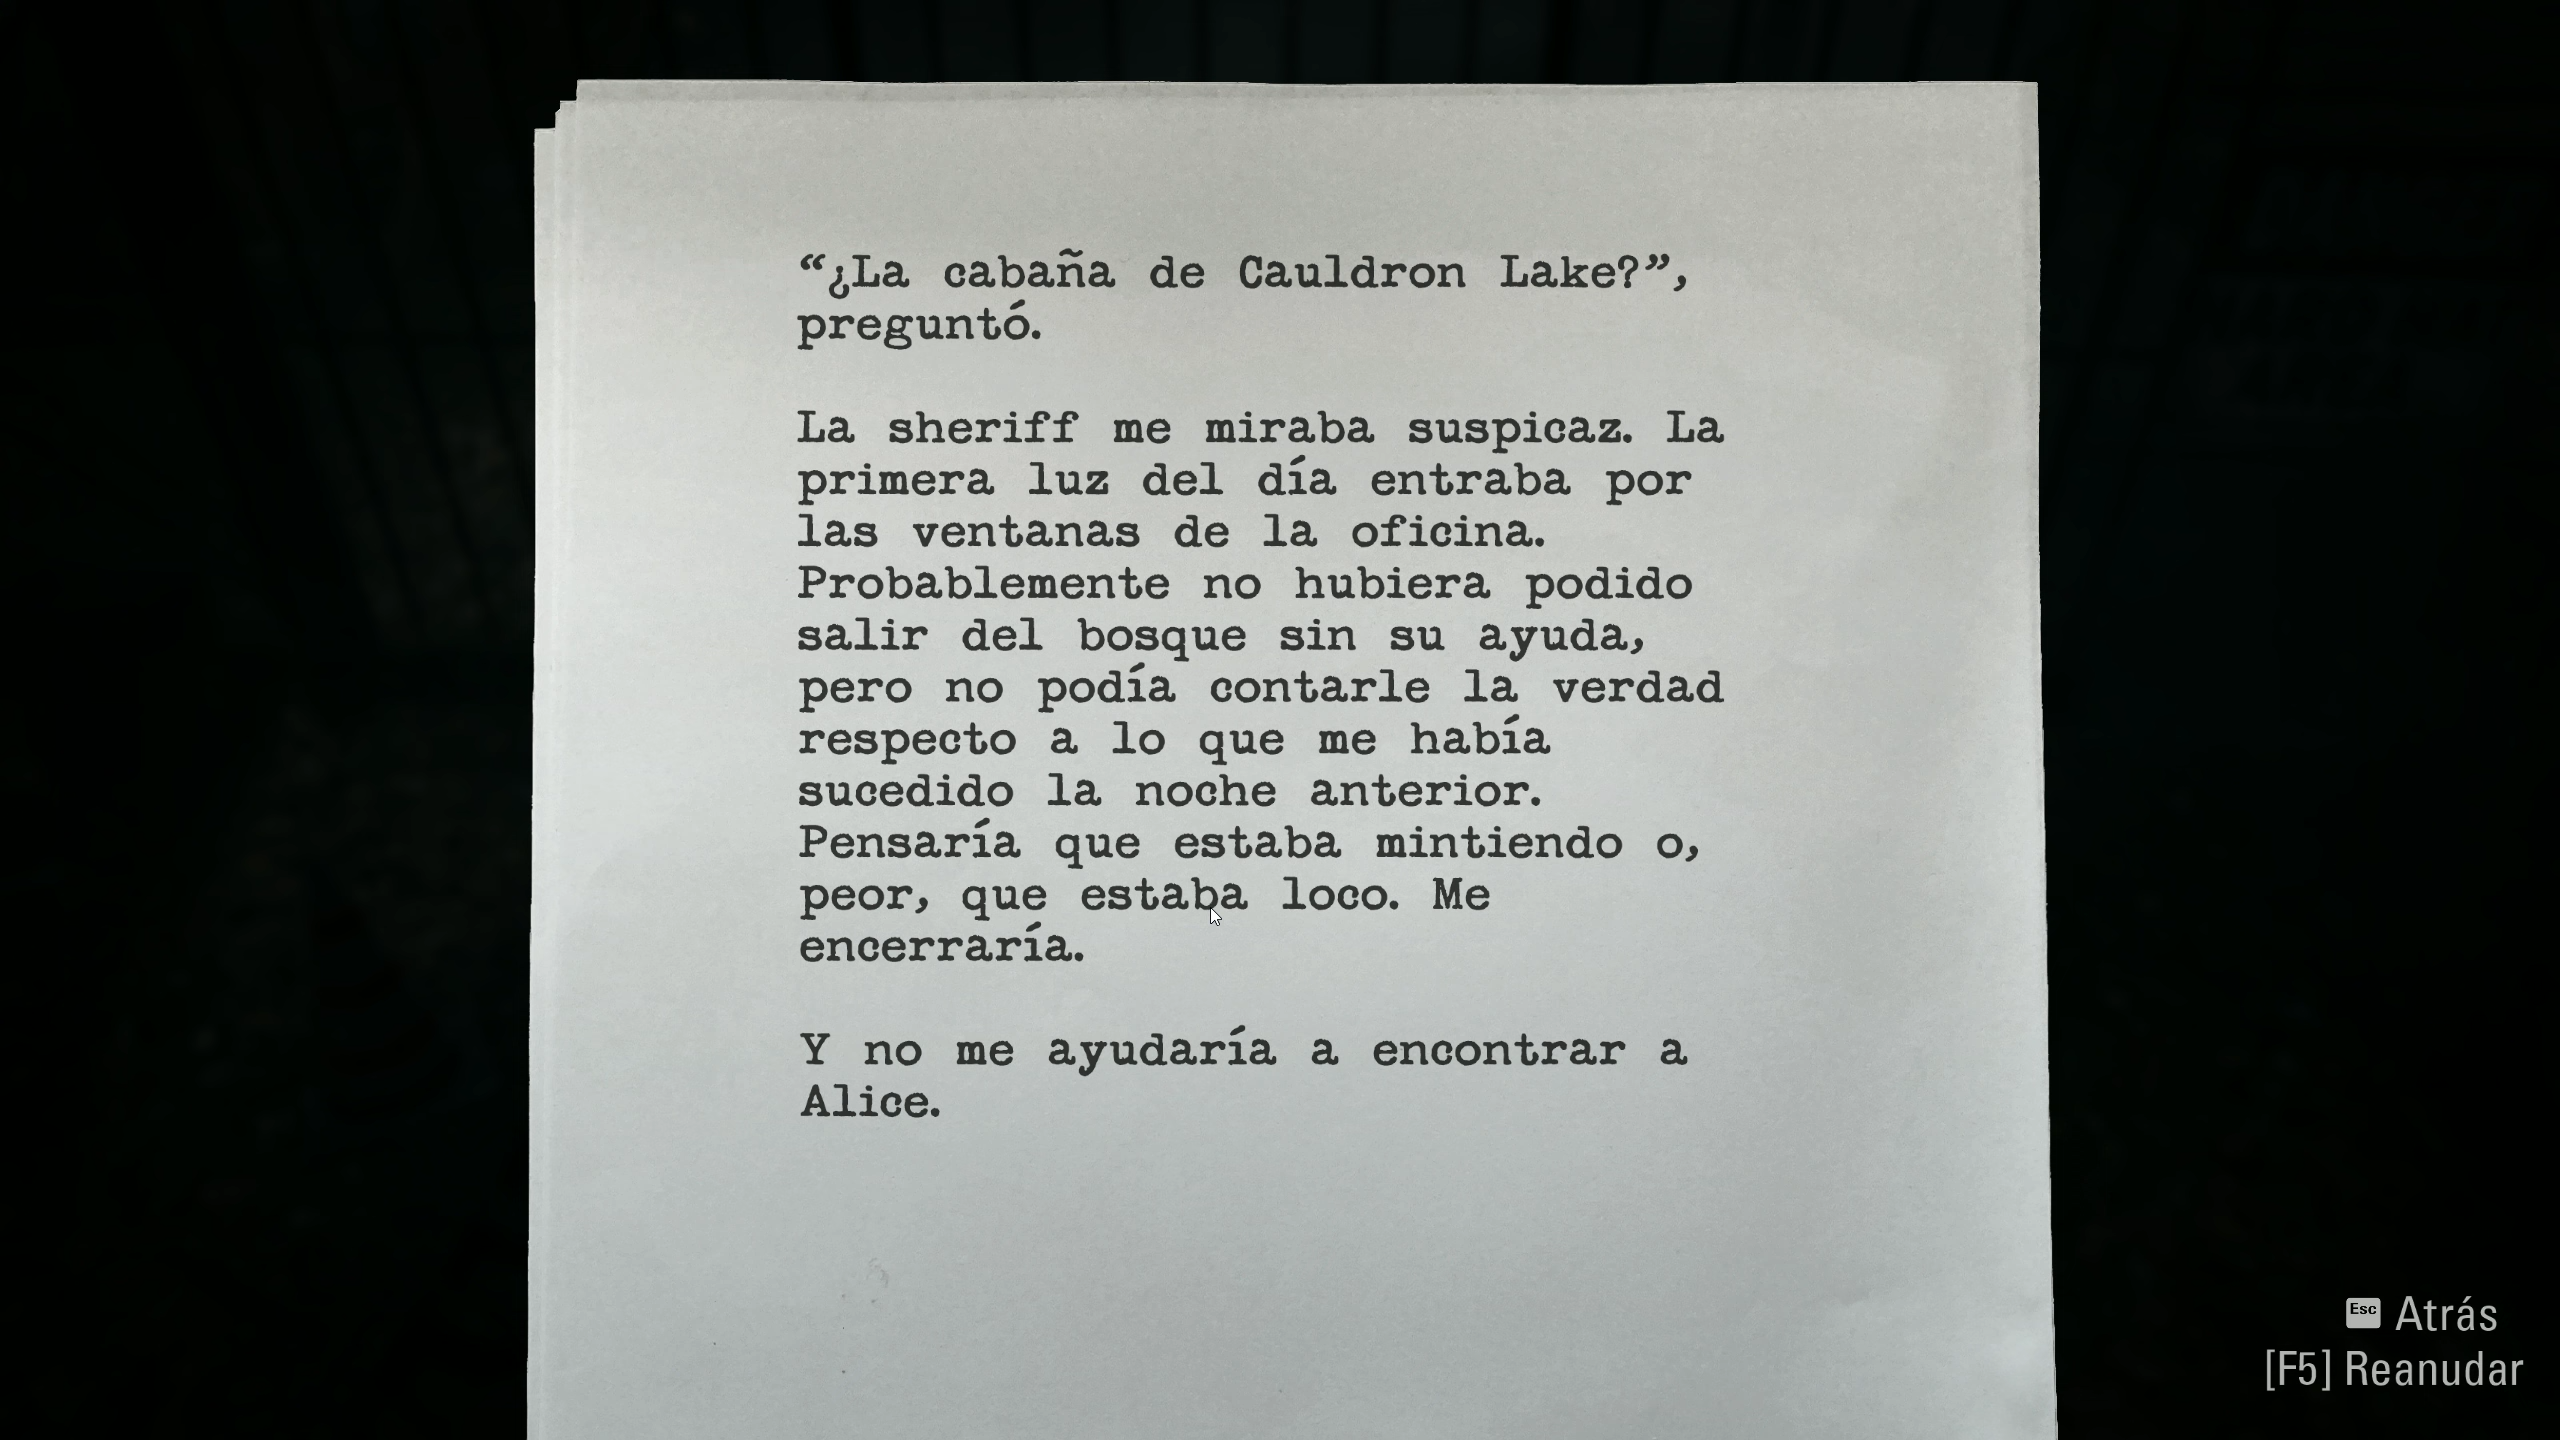 “¿La cabaña de Cauldron Lake?”,
preguntó.
La sheriff me miraba suspicaz. La
primera luz del día entraba por
las ventanas de la oficina.
Probablemente no hubiera podido
salir del bosque sin su ayuda,
pero no podía contarle la verdad
respecto a lo que me había
sucedido la noche anterior.
Pensaría que estaba mintiendo o,
peor, que estaba loco. Me
encerraría.
Y no me ayudaría a encontrar a
Alice.
Esc Atrás
[F5] Reanudar